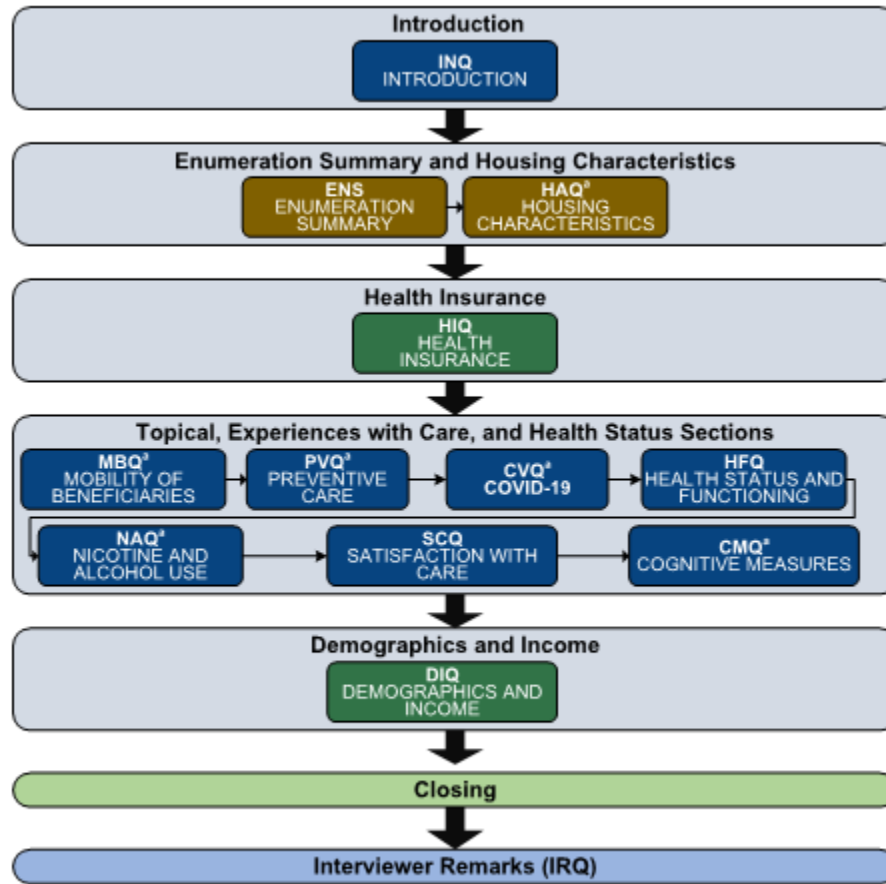 Introduction
INQ
INTRODUCTION
Enumeration Summary and Housing Characteristics
ENS
ENUMERATION
SUMMARY
HAQª
HOUSING
CHARACTERISTICS
Health Insurance
HIQ
HEALTH
INSURANCE
Topical, Experiences with Care, and Health Status Sections
MBQª
MOBILITY OF
BENEFICIARIES
PVQª
PREVENTIVE
CARE
CVQª
COVID-19
HFQ
HEALTH STATUS AND
FUNCTIONING
NAQª
NICOTINE AND
ALCOHOL USE
SCQ
SATISFACTION WITH
CARE
CMQª
COGNITIVE MEASURES
Demographics and Income
DIQ
DEMOGRAPHICS AND
INCOME
Closing
Interviewer Remarks (IRQ)